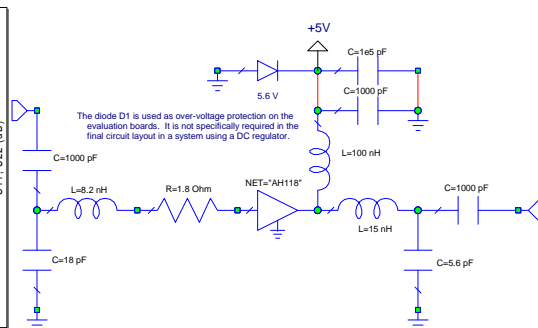 +5V
C=1e5 pF
5.6 V
C=1000 pF
The diode D1 is used as over-voltage protection on the
evaluation boards. It is not specifically required in the
final circuit layout in a system using a DC regulator.
L=100 nH
C=1000 pF
L=8.2 nH
R=1.8 Ohm
NET="AH118"
C=1000 pF
L=15 nH
C=18 pF
C=5.6 pF